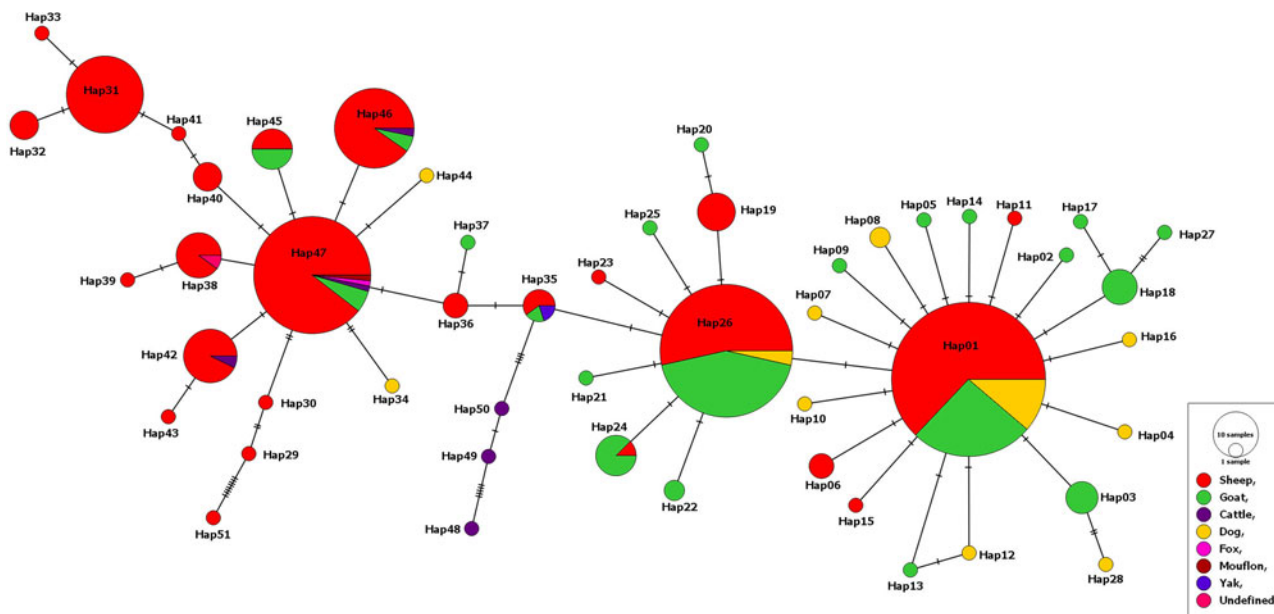 Hap33
Hap31
Hap32
Hap41
Hap40
Hap45
Hap46
Hap44
Hap47
Hap39
Hap38
Hap37
Hap36
Hap35
Hap42
Hap43
Hap30
Hap29
Hap51
Hap34
Hap50
Hap49
Hap48
Hap20
Hap19
Hap25
Hap23
Hap26
Hap21
Hap24
Hap22
Hap08
Hap05
Hap14
Hap11
Hap17
Hap27
Hap09
Hap02
Hap18
Hap07
Hap01
Hap16
Hap10
Hap04
Hap06
Hap15
Hap03
Hap13
Hap12
Hap28
10 samples
1 sample
Sheep,
Goat,
Cattle,
Dog,
Fox,
Mouflon,
Yak,
Undefined